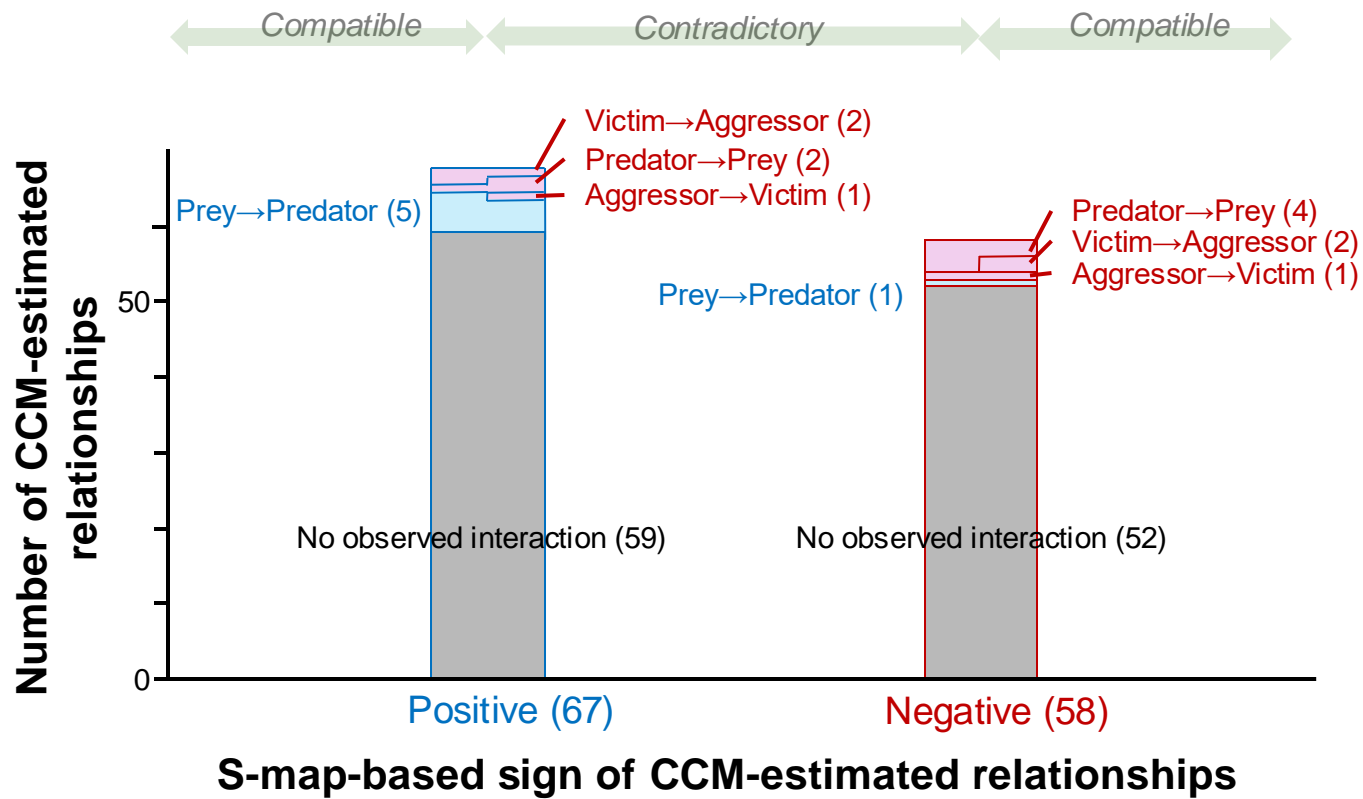 Compatible
Contradictory
Compatible
Victim→Aggressor (2)
Predator→Prey (2)
Aggressor→Victim (1)
Prey→Predator (5)
Predator→Prey (4)
Victim→Aggressor (2)
Aggressor→Victim (1)
Prey→Predator (1)
Number of CCM-estimated
relationships
50
0
No observed interaction (59)
No observed interaction (52)
Positive (67)
Negative (58)
S-map-based sign of CCM-estimated relationships